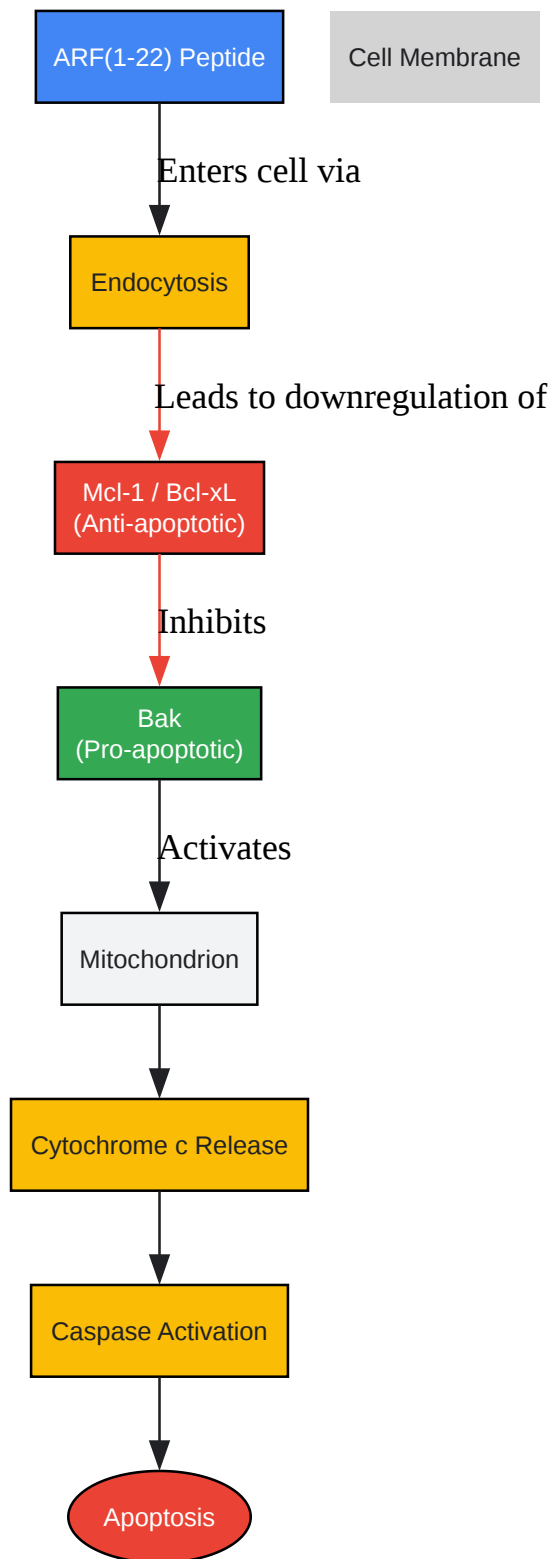 ARF(1-22) Peptide
Cell Membrane
Enters cell via
Endocytosis
Leads to downregulation of
Mcl-1 / Bcl-xL
(Anti-apoptotic)
Inhibits
Bak
(Pro-apoptotic)
Activates
Mitochondrion
Cytochrome c Release
Caspase Activation
Apoptosis